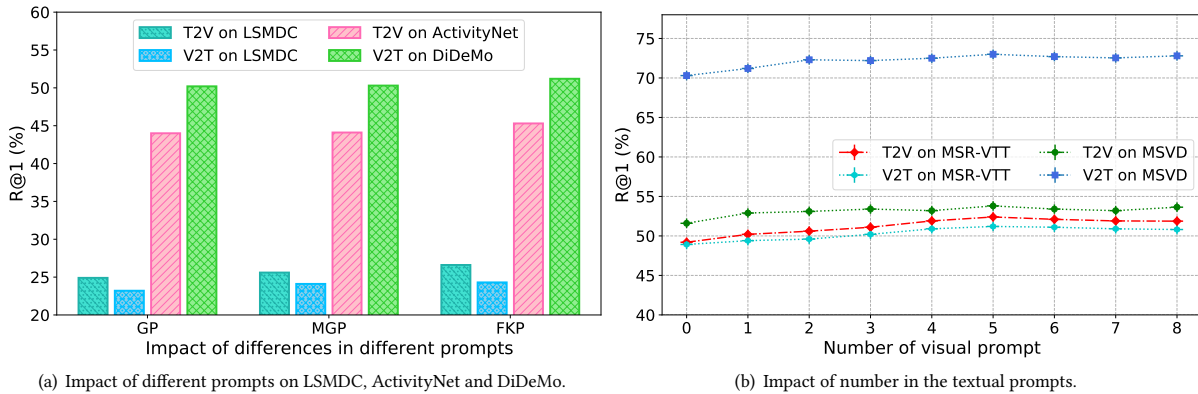 60
55
50
45
40
35
30
25
20
R@1 (%)
T2V on LSMDC
V2T on LSMDC
T2V on ActivityNet
V2T on DiDeMo
GP MGP FKP
Impact of differences in different prompts
(a) Impact of different prompts on LSMDC, ActivityNet and DiDeMo.
75
70
65
60
55
50
45
40
R@1 (%)
T2V on MSR-VTT
V2T on MSR-VTT
T2V on MSVD
V2T on MSVD
0 1 2 3 4 5 6 7 8
Number of visual prompt
(b) Impact of number in the textual prompts.